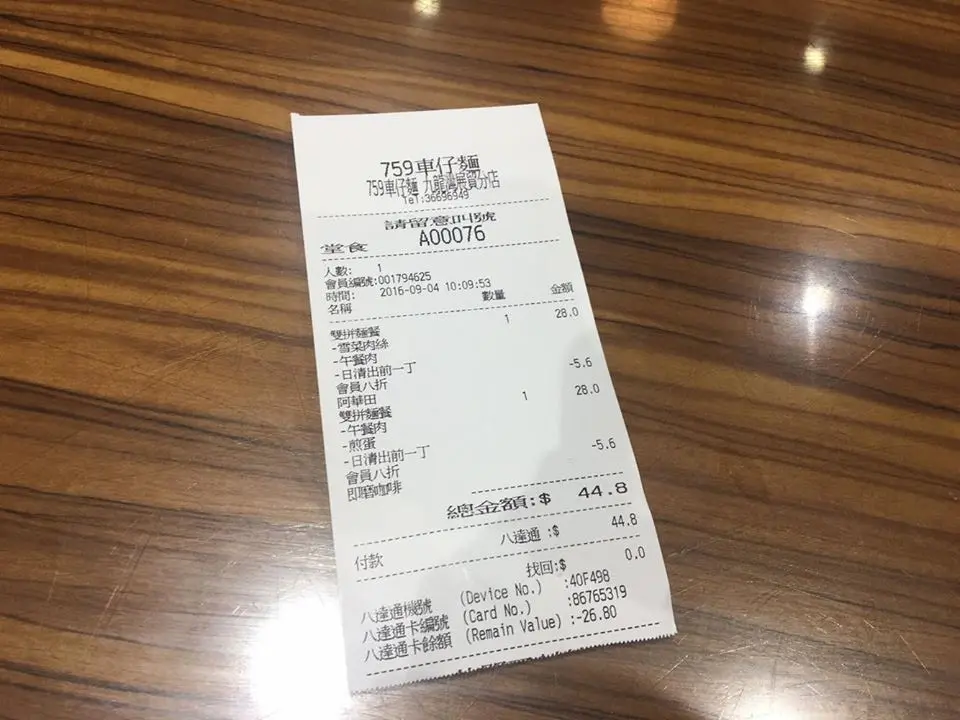 759車仔麵
759車仔麵 九龍灣展貿分店
Tel:36696949
請留意叫號
堂食 A00076
人數: 1
會員編號:001794625
時間: 2016-09-04 10:09:53
名稱 數量 金額
雙拼麵餐 1 28.0
-雪菜肉絲
-午餐肉
-日清出前一丁
會員八折 -5.6
阿華田
雙拼麵餐 1 28.0
-午餐肉
-煎蛋
-日清出前一丁
會員八折 -5.6
即磨咖啡
總金額:$ 44.8
付款 八達通 :$ 44.8
找回:$ 0.0
八達通機號 (Device No.) :40F498
八達通卡編號 (Card No.) :86765319
八達通卡餘額 (Remain Value) :-26.80